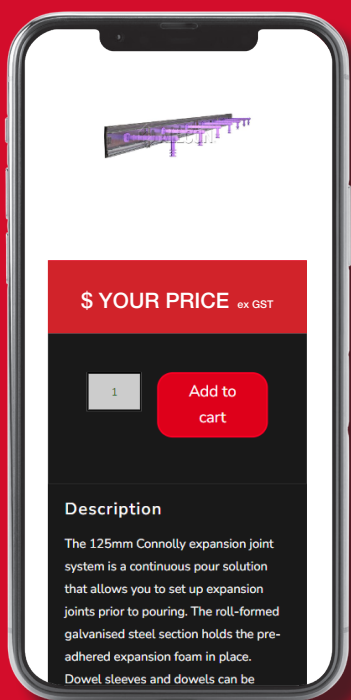 $ YOUR PRICE ex GST
1
Add to
cart
Description
The 125mm Connolly expansion joint
system is a continuous pour solution
that allows you to set up expansion
joints prior to pouring. The roll-formed
galvanised steel section holds the pre-
adhered expansion foam in place.
Dowel sleeves and dowels can be